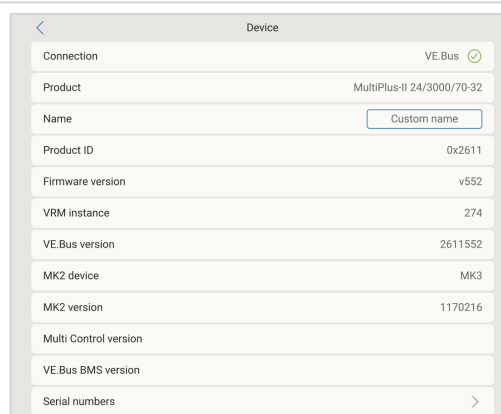 Device
Connection VE.Bus
Product MultiPlus-II 24/3000/70-32
Name Custom name
Product ID 0x2611
Firmware version v552
VRM instance 274
VE.Bus version 2611552
MK2 device MK3
MK2 version 1170216
Multi Control version
VE.Bus BMS version
Serial numbers